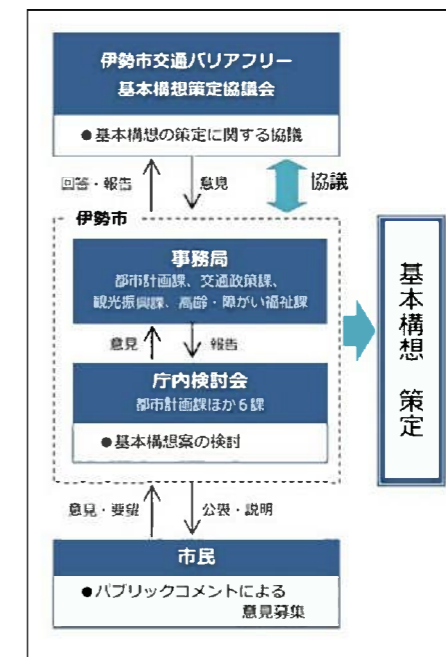 伊勢市交通バリアフリー
基本構想策定協議会
●基本構想の策定に関する協議
回答・報告
意見
協議
伊勢市
事務局
都市計画課、交通政策課、
観光振興課、高齢・障がい福祉課
意見
報告
庁内検討会
都市計画課ほか6課
●基本構想案の検討
基本構想 策定
意見・要望
公表・説明
市民
●パブリックコメントによる
意見募集